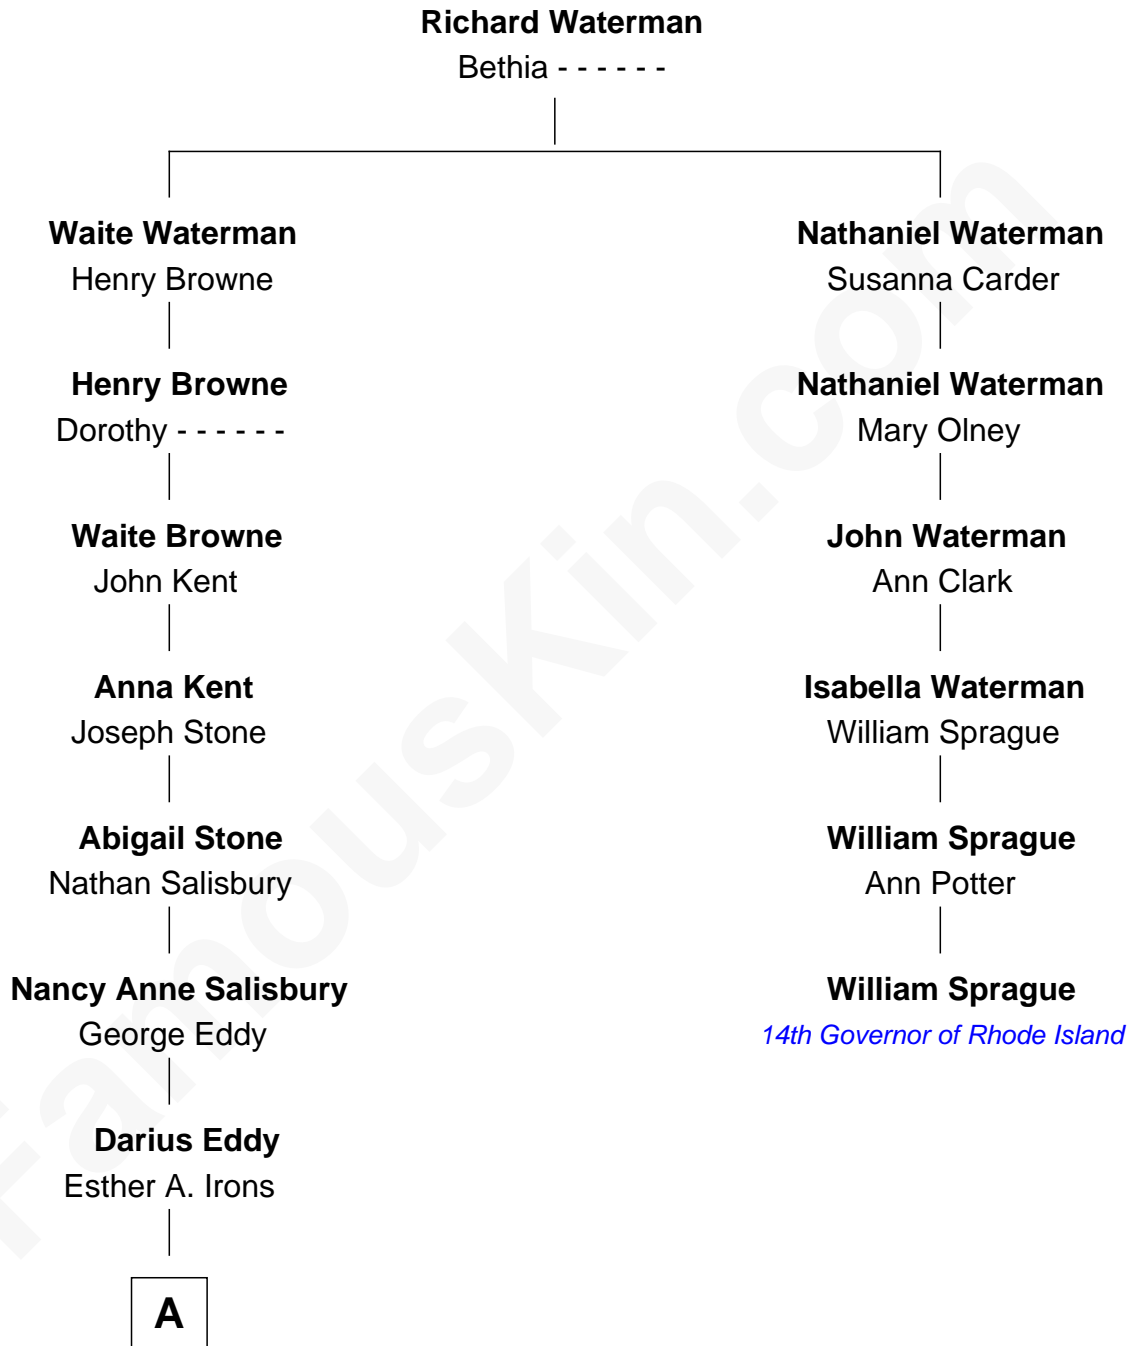 Richard Waterman
Bethia - - - - - -
Waite Waterman
Henry Browne
Nathaniel Waterman
Susanna Carder
Henry Browne
Dorothy - - - - - -
Nathaniel Waterman
Mary Olney
Waite Browne
John Kent
John Waterman
Ann Clark
Anna Kent
Joseph Stone
Isabella Waterman
William Sprague
Abigail Stone
Nathan Salisbury
William Sprague
Ann Potter
Nancy Anne Salisbury
George Eddy
William Sprague
14th Governor of Rhode Island
Darius Eddy
Esther A. Irons
A
FamousKin.com